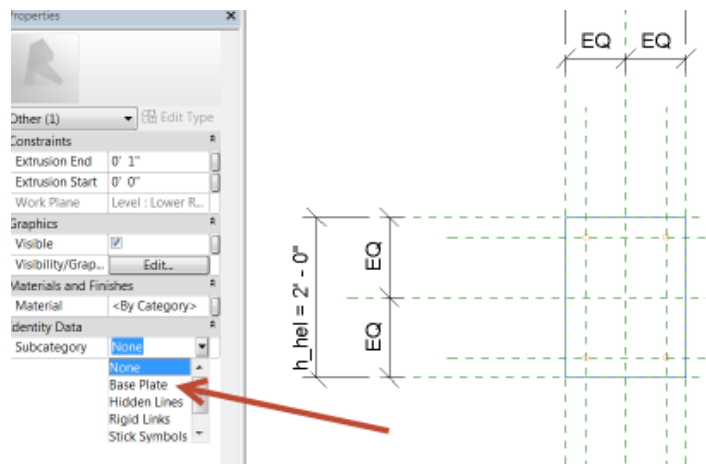 Properties
Other (1) Edit Type
Constraints
Extrusion End 0' 1"
Extrusion Start 0' 0"
Work Plane Level : Lower R...
Graphics
Visible
Visibility/Grap... Edit...
Materials and Finishes
Material <By Category>
Identity Data
Subcategory None
None
Base Plate
Hidden Lines
Rigid Links
Stick Symbols
EQ EQ
h_hel = 2' - 0"
EQ
EQ